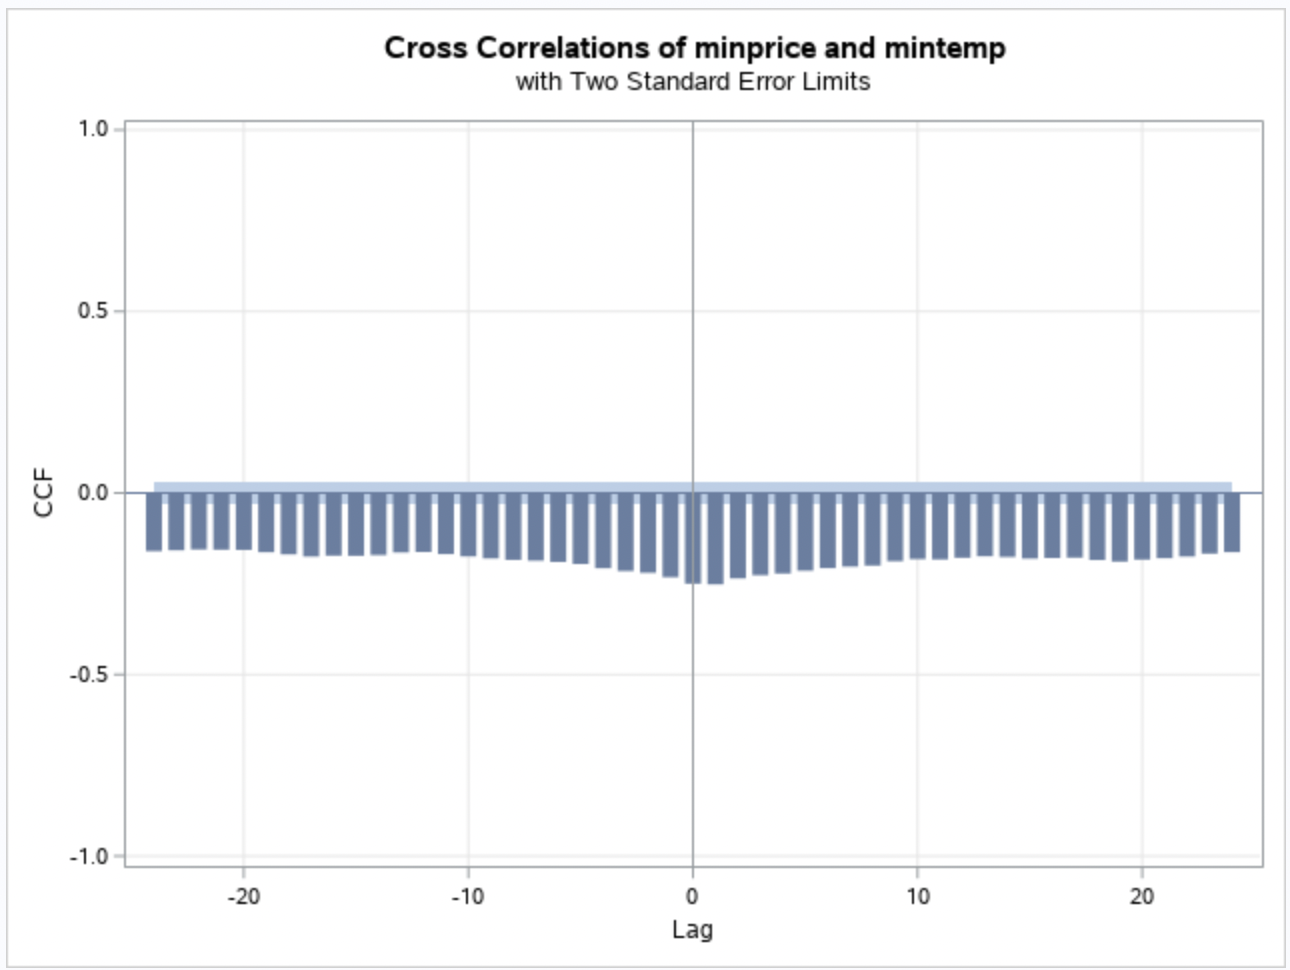 Cross Correlations of minprice and mintemp
with Two Standard Error Limits
1.0
0.5
0.0
-0.5
-1.0
CCF
-20 -10 0 10 20
Lag